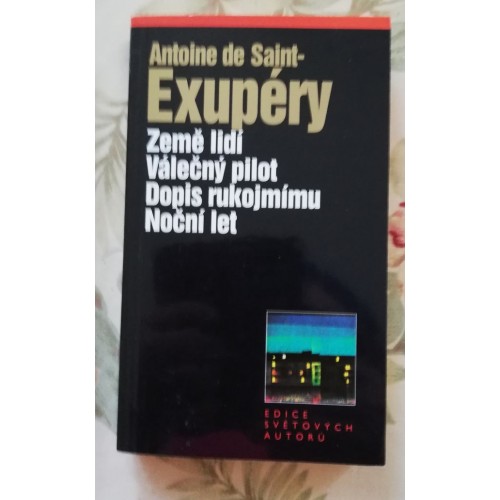 Antoine de Saint-
Exupéry
Země lidí
Válečný pilot
Dopis rukojmímu
Noční let
EDICE
SVĚTOVÝCH
AUTORŮ